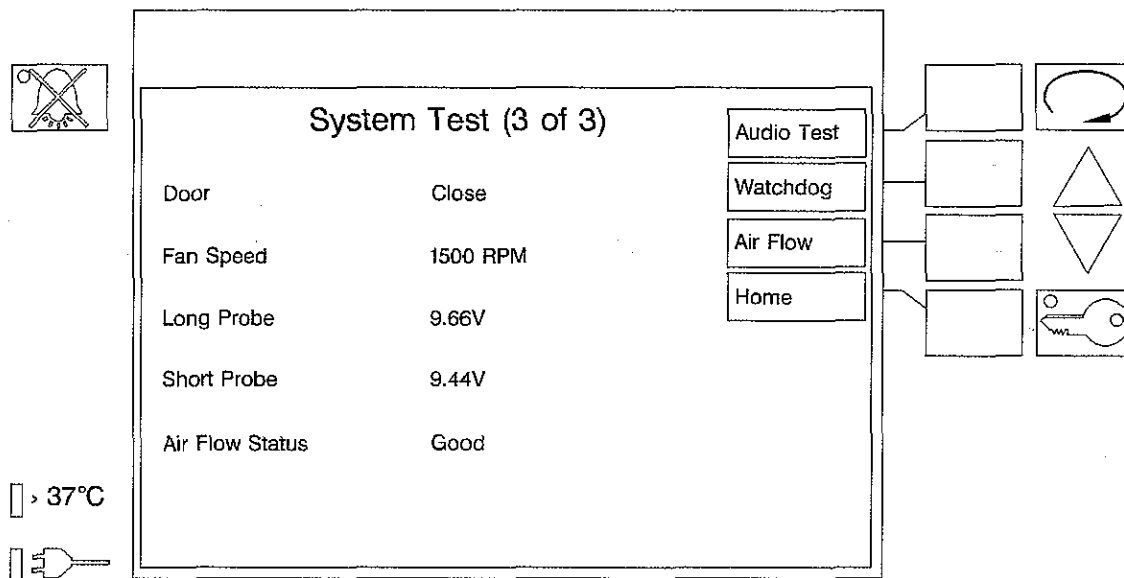 System Test (3 of 3)
Audio Test
Door Close
Watchdog
Fan Speed 1500 RPM
Air Flow
Long Probe 9.66V
Home
Short Probe 9.44V
Air Flow Status Good
› 37°C